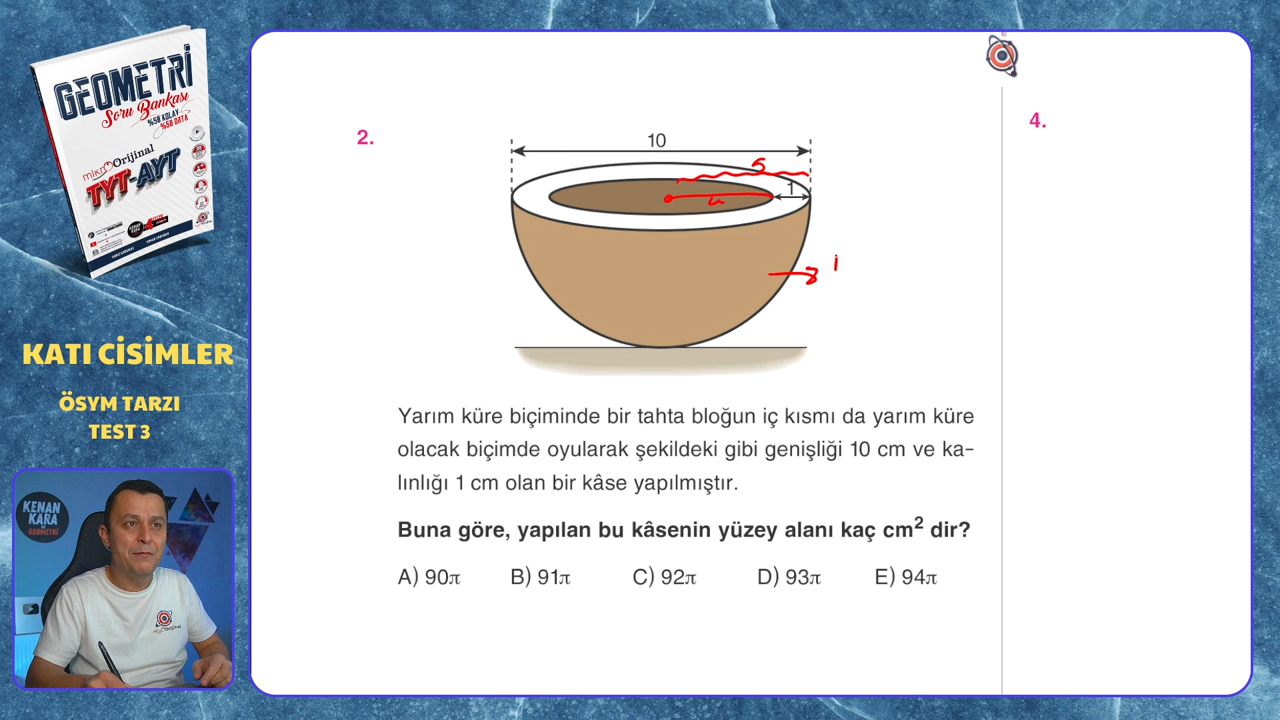 GEOMETRİ
Soru Bankası
%50 KOLAY
%50 ORTA
mikro Orijinal
TYT-AYT
KATI CİSİMLER
ÖSYM TARZI
TEST 3
KENAN
KARA
GEOMETRİ
2.
10
5
1
4
4.
Yarım küre biçiminde bir tahta bloğun iç kısmı da yarım küre
olacak biçimde oyularak şekildeki gibi genişliği 10 cm ve ka-
lınlığı 1 cm olan bir kâse yapılmıştır.
Buna göre, yapılan bu kâsenin yüzey alanı kaç cm² dir?
A) 90π B) 91π C) 92π D) 93π E) 94π